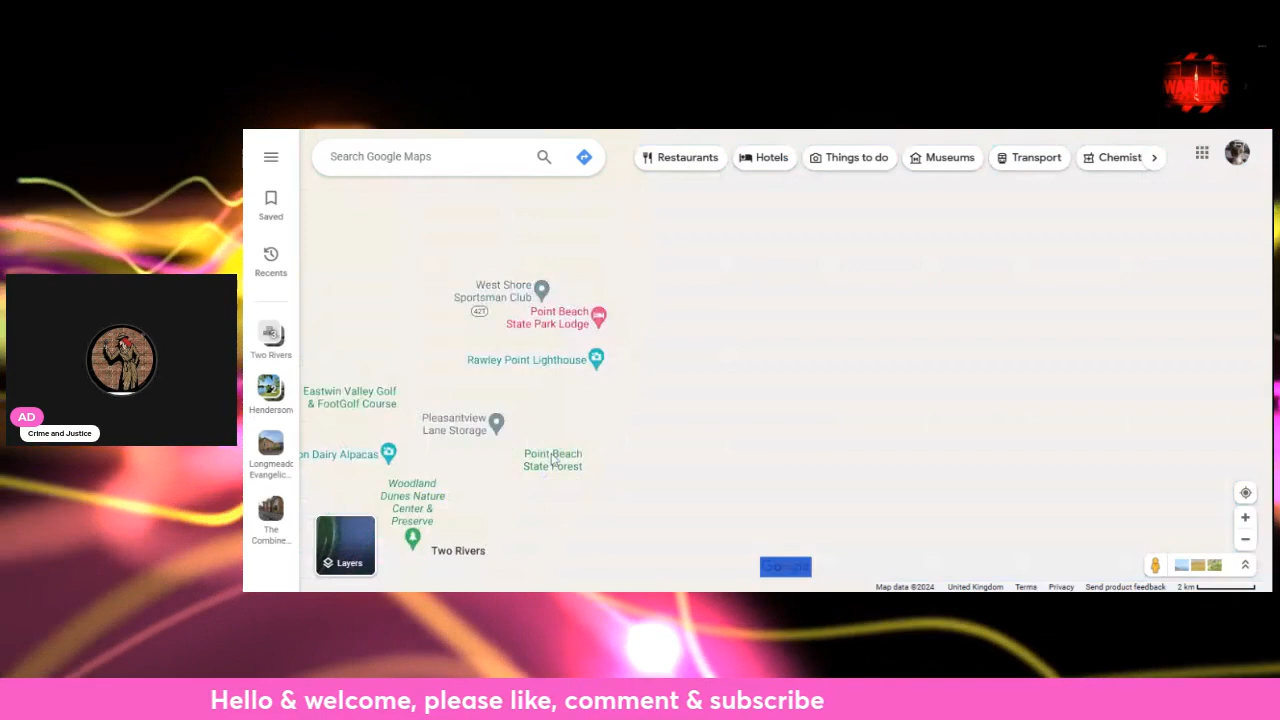 WARNING
Search Google Maps
Restaurants
Hotels
Things to do
Museums
Transport
Chemist
Saved
Recents
West Shore
Sportsman Club
42T
Point Beach
State Park Lodge
Two Rivers
Rawley Point Lighthouse
Eastwin Valley Golf
& FootGolf Course
Henderson
Pleasantview
Lane Storage
AD
Crime and Justice
on Dairy Alpacas
Point Beach
State Forest
Longmeadc
Evangelic...
Woodland
Dunes Nature
Center &
Preserve
The
Combine...
Two Rivers
Layers
Google
Map data ©2024
United Kingdom
Terms
Privacy
Send product feedback
2 km
Hello & welcome, please like, comment & subscribe